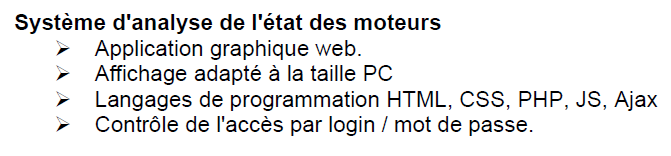 Système d'analyse de l'état des moteurs
➢ Application graphique web.
➢ Affichage adapté à la taille PC
➢ Langages de programmation HTML, CSS, PHP, JS, Ajax
➢ Contrôle de l'accès par login / mot de passe.